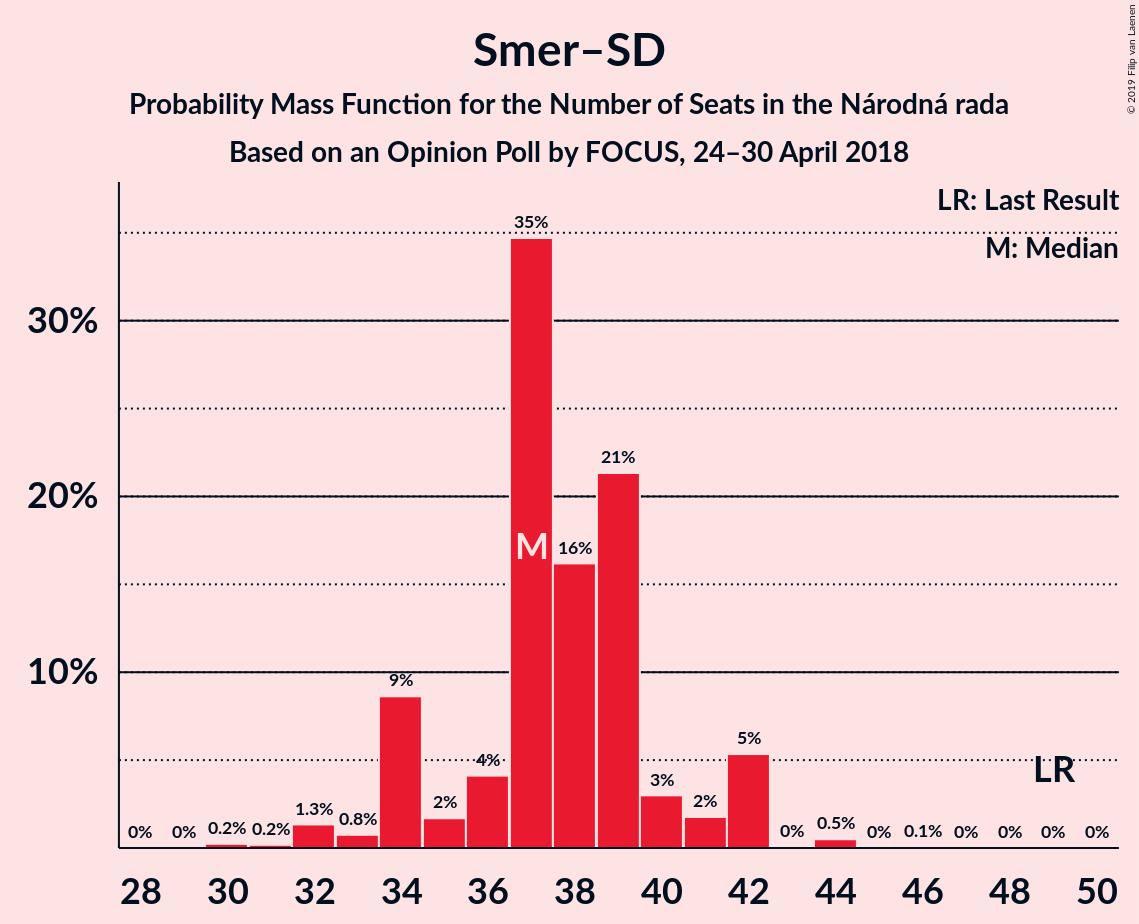 Smer–SD
Probability Mass Function for the Number of Seats in the Národná rada
Based on an Opinion Poll by FOCUS, 24–30 April 2018
© 2019 Filip van Laenen
LR: Last Result
M: Median
30%
20%
10%
0% 0% 0.2% 0.2% 1.3% 0.8% 9% 2% 4% 35% 16% 21% 3% 2% 5% 0% 0.5% 0% 0.1% 0% 0% 0% 0%
M
LR
28 30 32 34 36 38 40 42 44 46 48 50